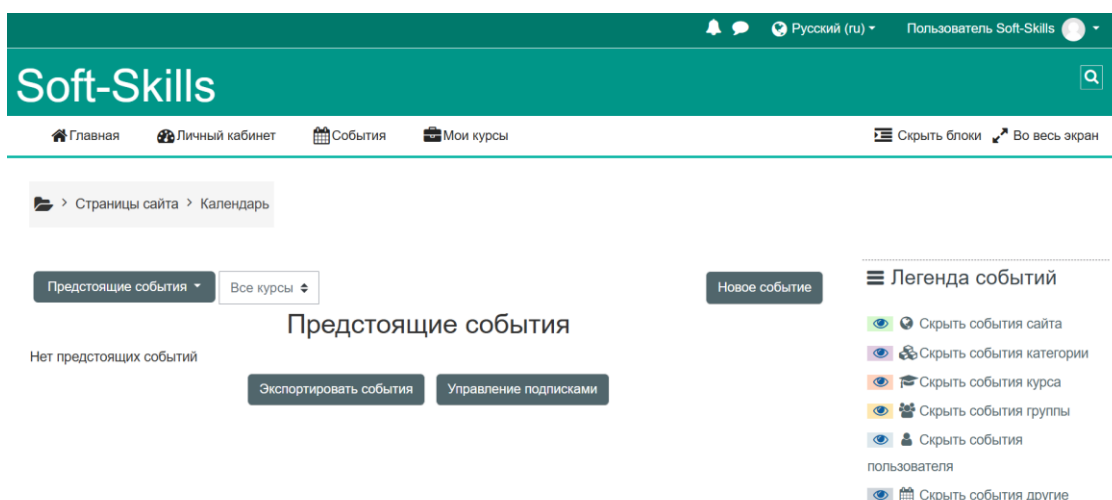 Русский (ru)
Пользователь Soft-Skills
Soft-Skills
Главная
Личный кабинет
События
Мои курсы
Скрыть блоки
Во весь экран
> Страницы сайта > Календарь
Предстоящие события
Все курсы
Новое событие
Предстоящие события
Нет предстоящих событий
Экспортировать события
Управление подписками
Легенда событий
Скрыть события сайта
Скрыть события категории
Скрыть события курса
Скрыть события группы
Скрыть события
пользователя
Скрыть события другие